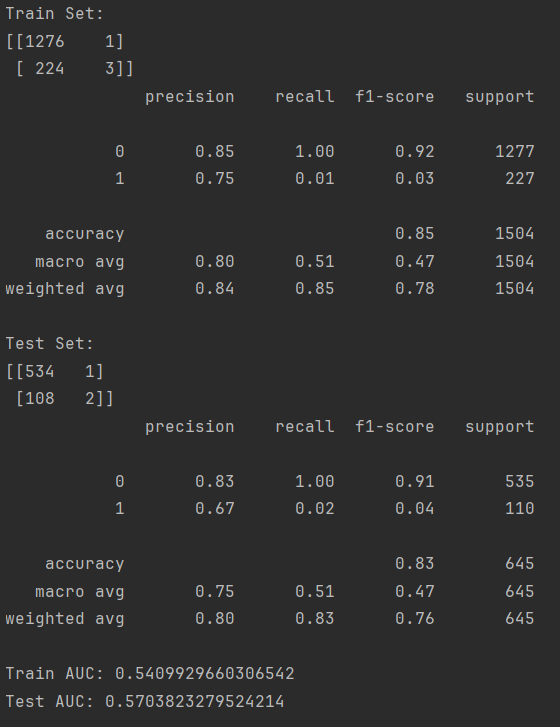 Train Set:
[[1276    1]
 [ 224    3]]
              precision    recall  f1-score   support

           0       0.85      1.00      0.92      1277
           1       0.75      0.01      0.03       227

    accuracy                           0.85      1504
   macro avg       0.80      0.51      0.47      1504
weighted avg       0.84      0.85      0.78      1504

Test Set:
[[534   1]
 [108   2]]
              precision    recall  f1-score   support

           0       0.83      1.00      0.91       535
           1       0.67      0.02      0.04       110

    accuracy                           0.83       645
   macro avg       0.75      0.51      0.47       645
weighted avg       0.80      0.83      0.76       645

Train AUC: 0.5409929660306542
Test AUC: 0.5703823279524214